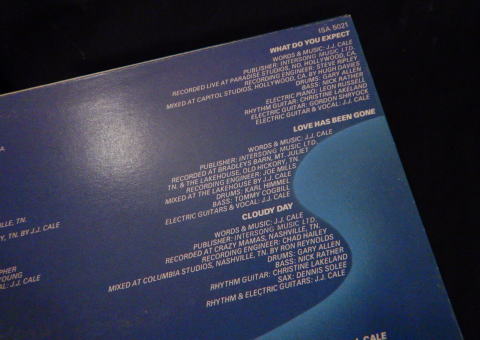 ISA 5021
WHAT DO YOU EXPECT
WORDS & MUSIC: J.J. CALE
PUBLISHER: INTERSONG MUSIC LTD.
RECORDED LIVE AT PARADISE STUDIOS, NO. HOLLYWOOD, CA.
RECORDING ENGINEER: STEVE RIPLEY
MIXED AT CAPITOL STUDIOS, HOLLYWOOD, CA. BY HUGH DAVIES
DRUMS: GARY ALLEN
BASS: NICK RATHER
ELECTRIC PIANO: LEON RUSSELL
RHYTHM GUITAR: CHRISTINE LAKELAND
ELECTRIC GUITAR: GORDON SHRYOCK
ELECTRIC GUITAR & VOCAL: J.J. CALE
LOVE HAS BEEN GONE
WORDS & MUSIC: J.J. CALE
PUBLISHER: INTERSONG MUSIC LTD.
RECORDED AT BRADLEYS BARN, MT. JULIET
TN. & THE LAKEHOUSE, OLD HICKORY, TN.
RECORDING ENGINEER: JOE MILLS
MIXED AT THE LAKEHOUSE BY J.J. CALE
DRUMS: KARL HIMMEL
BASS: TOMMY COGBILL
ELECTRIC GUITARS & VOCAL: J.J. CALE
CLOUDY DAY
WORDS & MUSIC: J.J. CALE
PUBLISHER: INTERSONG MUSIC LTD.
RECORDED AT CRAZY MAMAS, NASHVILLE, TN.
RECORDING ENGINEER: CHAD HAILEY
MIXED AT COLUMBIA STUDIOS, NASHVILLE, TN. BY RON REYNOLDS
DRUMS: GARY ALLEN
BASS: NICK RATHER
RHYTHM GUITAR: CHRISTINE LAKELAND
SAX: DENNIS SOLEE
RHYTHM & ELECTRIC GUITARS: J.J. CALE
VILLE, TN.
Y, TN. BY J.J. CALE
PHER
YOUNG
AL: J.J. CALE
CALE